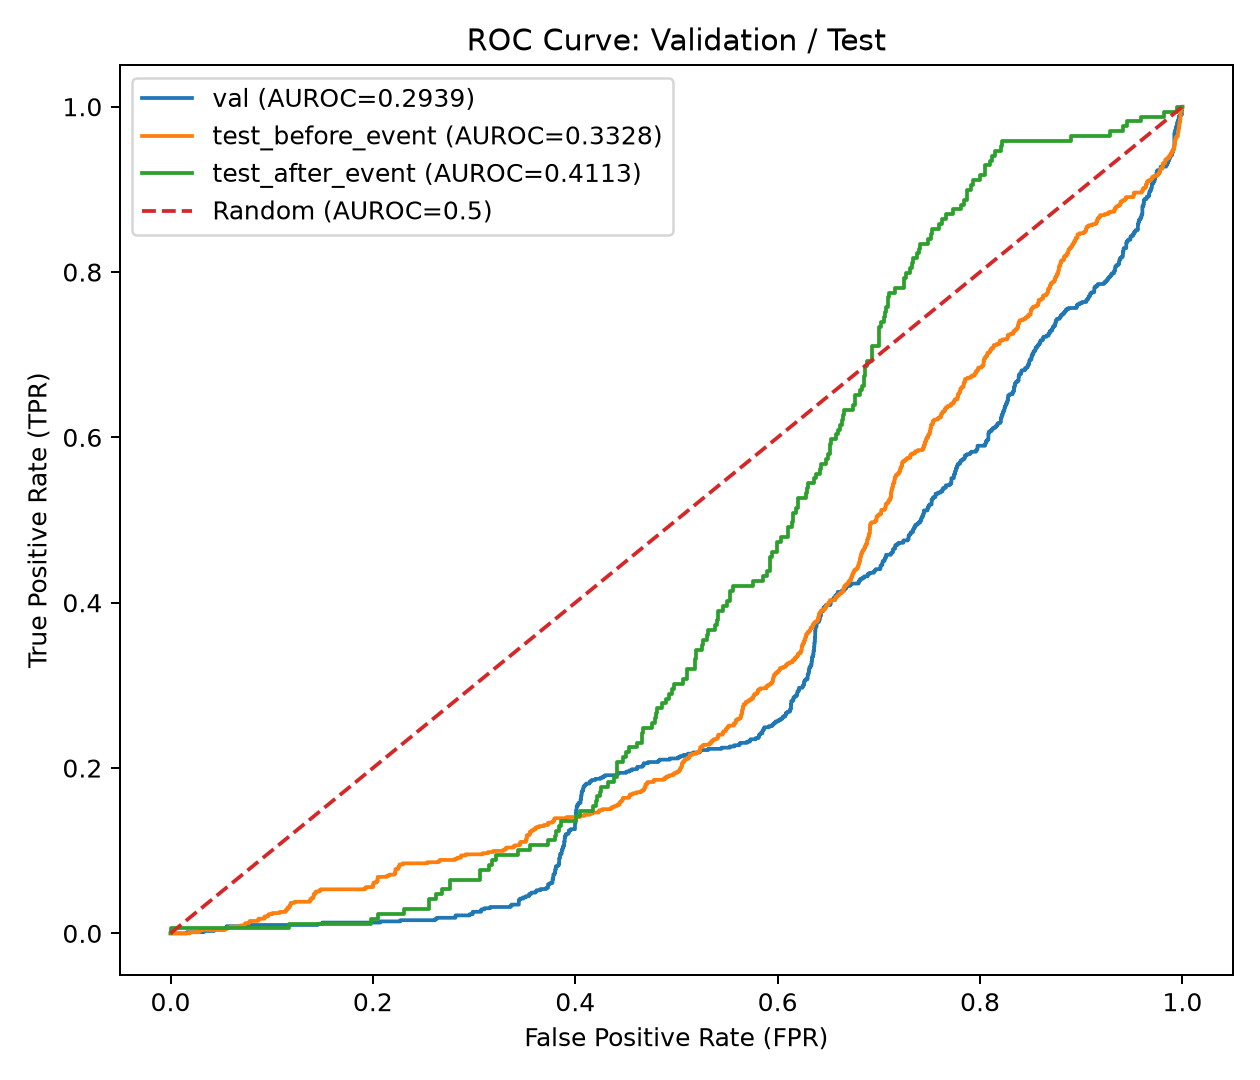 ROC Curve: Validation / Test
val (AUROC=0.2939)
test_before_event (AUROC=0.3328)
test_after_event (AUROC=0.4113)
Random (AUROC=0.5)
True Positive Rate (TPR)
1.0
0.8
0.6
0.4
0.2
0.0
0.0 0.2 0.4 0.6 0.8 1.0
False Positive Rate (FPR)